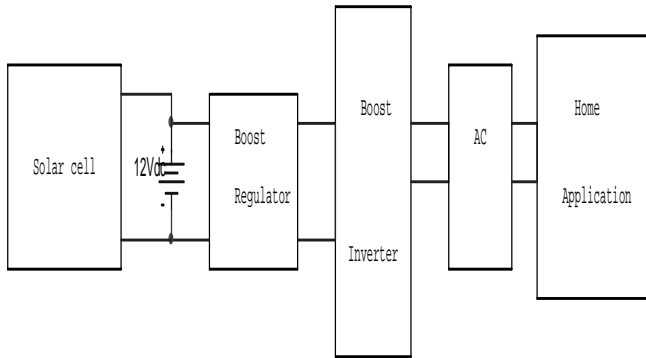 Solar cell
+
12Vdc
-
Boost
Regulator
Boost
Inverter
AC
Home
Application